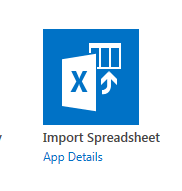 X
Import Spreadsheet
App Details